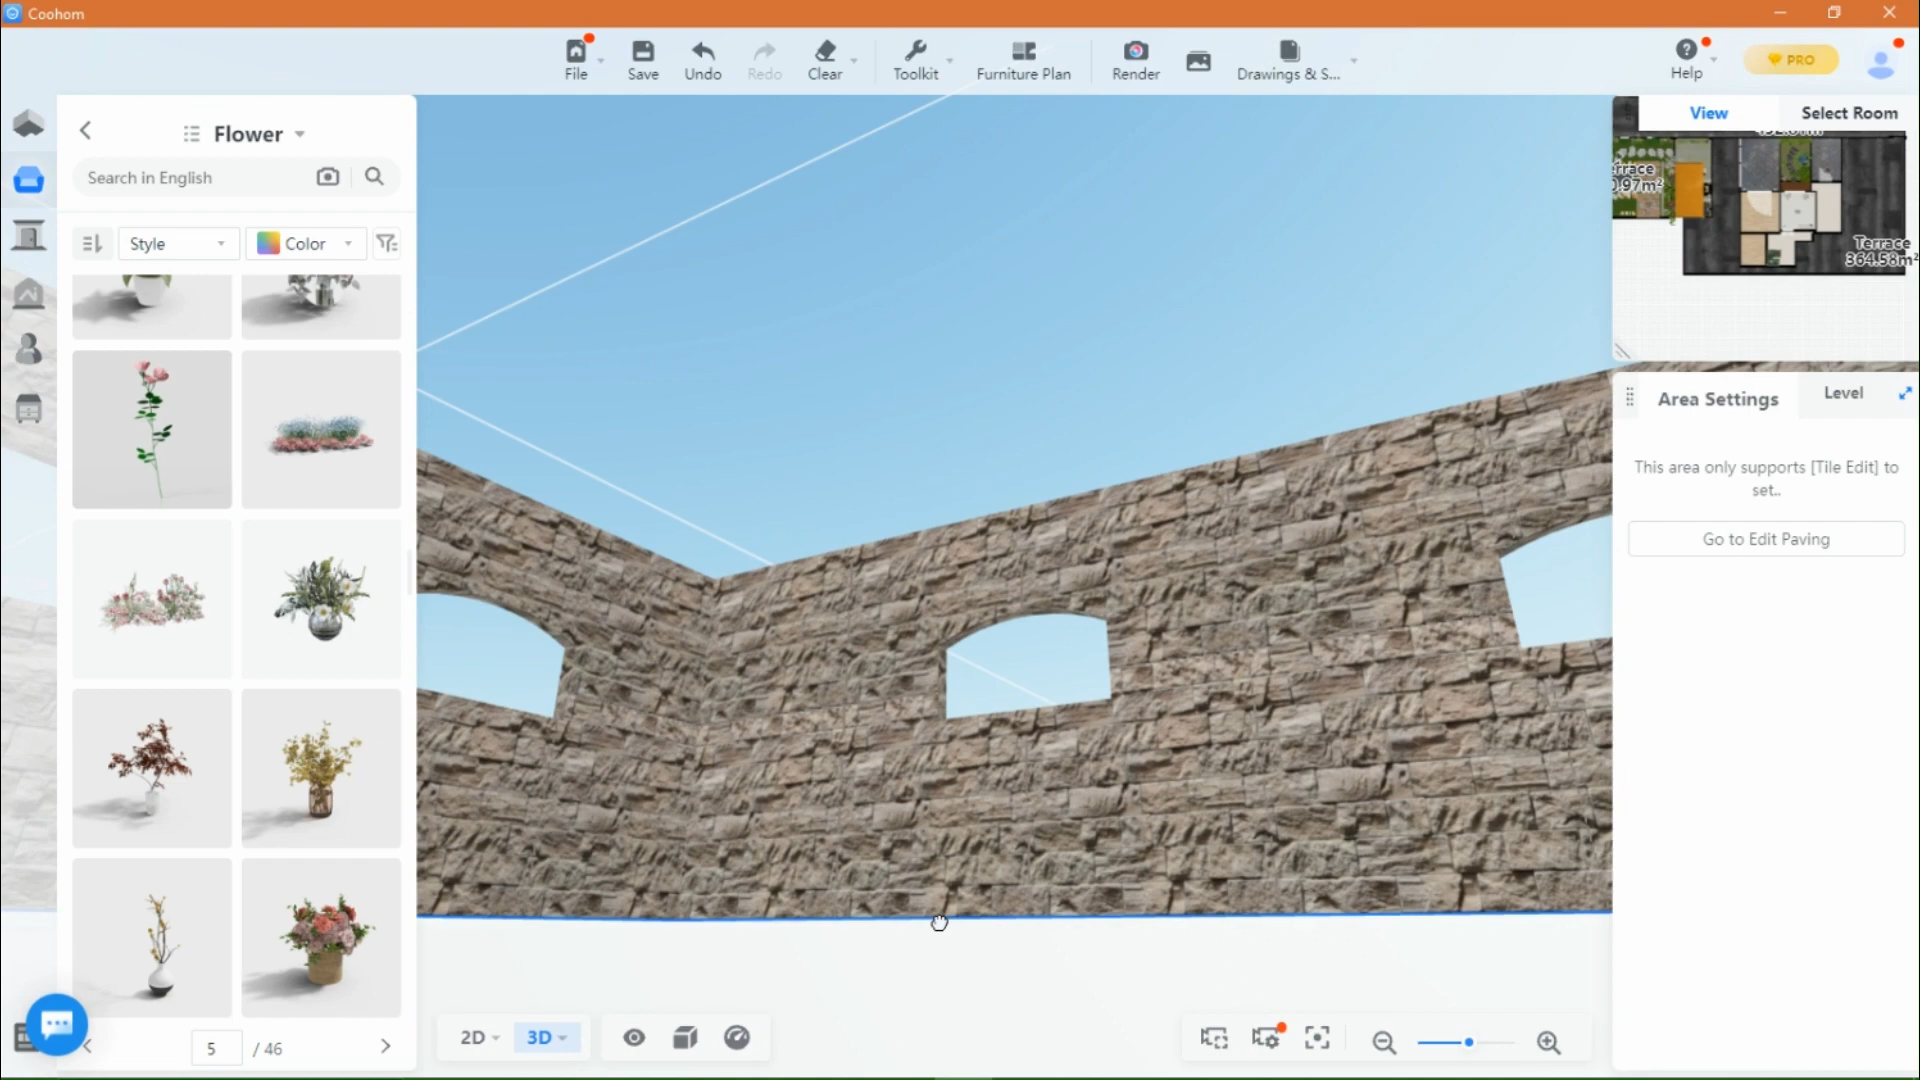 Coohom
File
Save
Undo
Redo
Clear
Toolkit
Furniture Plan
Render
Drawings & S...
Help
PRO
Flower
Search in English
Style
Color
View
Select Room
Terrace
364.58m²
Area Settings
Level
This area only supports [Tile Edit] to
set..
Go to Edit Paving
5 / 46
2D
3D